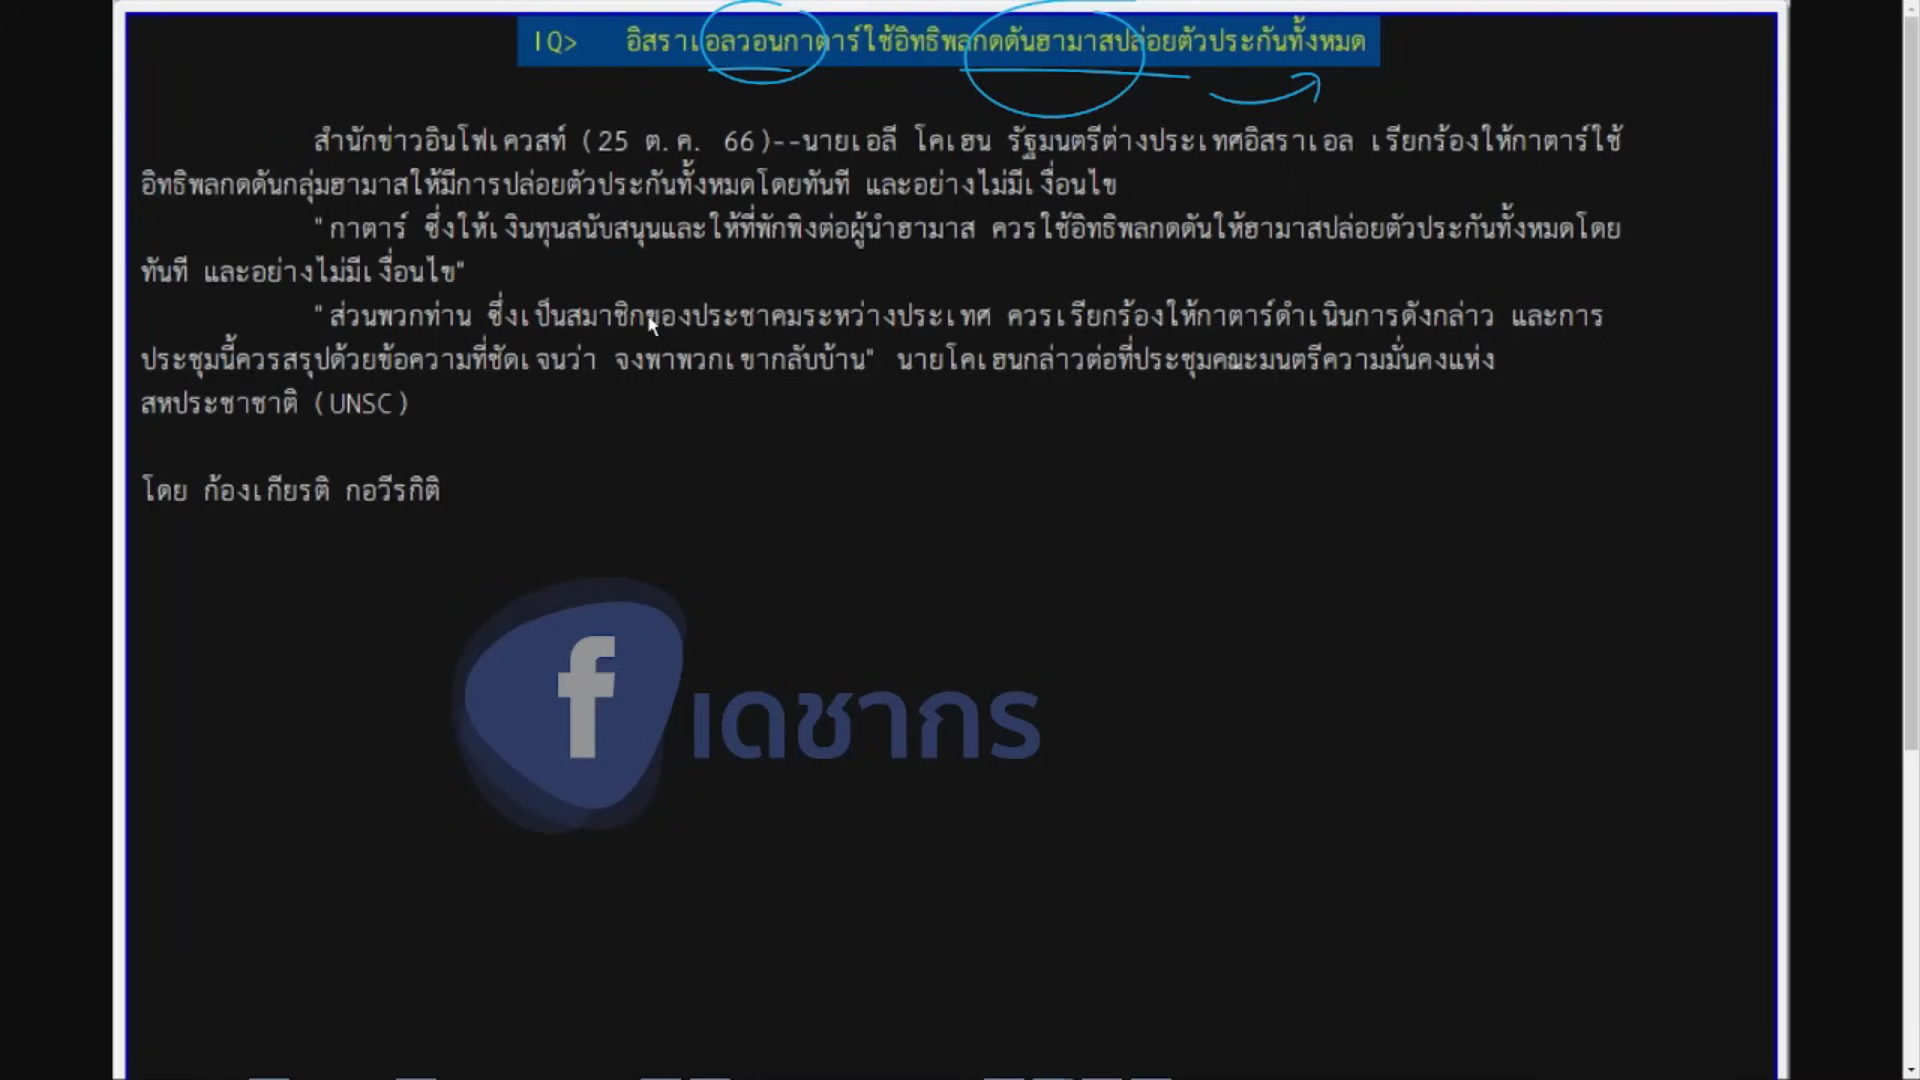 IQ> อิสราเอลวอนกาตาร์ใช้อิทธิพลกดดันฮามาสปล่อยตัวประกันทั้งหมด
สำนักข่าวอินโฟเควสท์ (25 ต.ค. 66)--นายเอลี โคเฮน รัฐมนตรีต่างประเทศอิสราเอล เรียกร้องให้กาตาร์ใช้
อิทธิพลกดดันกลุ่มฮามาสให้มีการปล่อยตัวประกันทั้งหมดโดยทันที และอย่างไม่มีเงื่อนไข
"กาตาร์ ซึ่งให้เงินทุนสนับสนุนและให้ที่พักพิงต่อผู้นำฮามาส ควรใช้อิทธิพลกดดันให้ฮามาสปล่อยตัวประกันทั้งหมดโดย
ทันที และอย่างไม่มีเงื่อนไข"
"ส่วนพวกท่าน ซึ่งเป็นสมาชิกของประชาคมระหว่างประเทศ ควรเรียกร้องให้กาตาร์ดำเนินการดังกล่าว และการ
ประชุมนี้ควรสรุปด้วยข้อความที่ชัดเจนว่า จงพาพวกเขากลับบ้าน" นายโคเฮนกล่าวต่อที่ประชุมคณะมนตรีความมั่นคงแห่ง
สหประชาชาติ (UNSC)
โดย ก้องเกียรติ กอวีรกิติ
f เดชากร